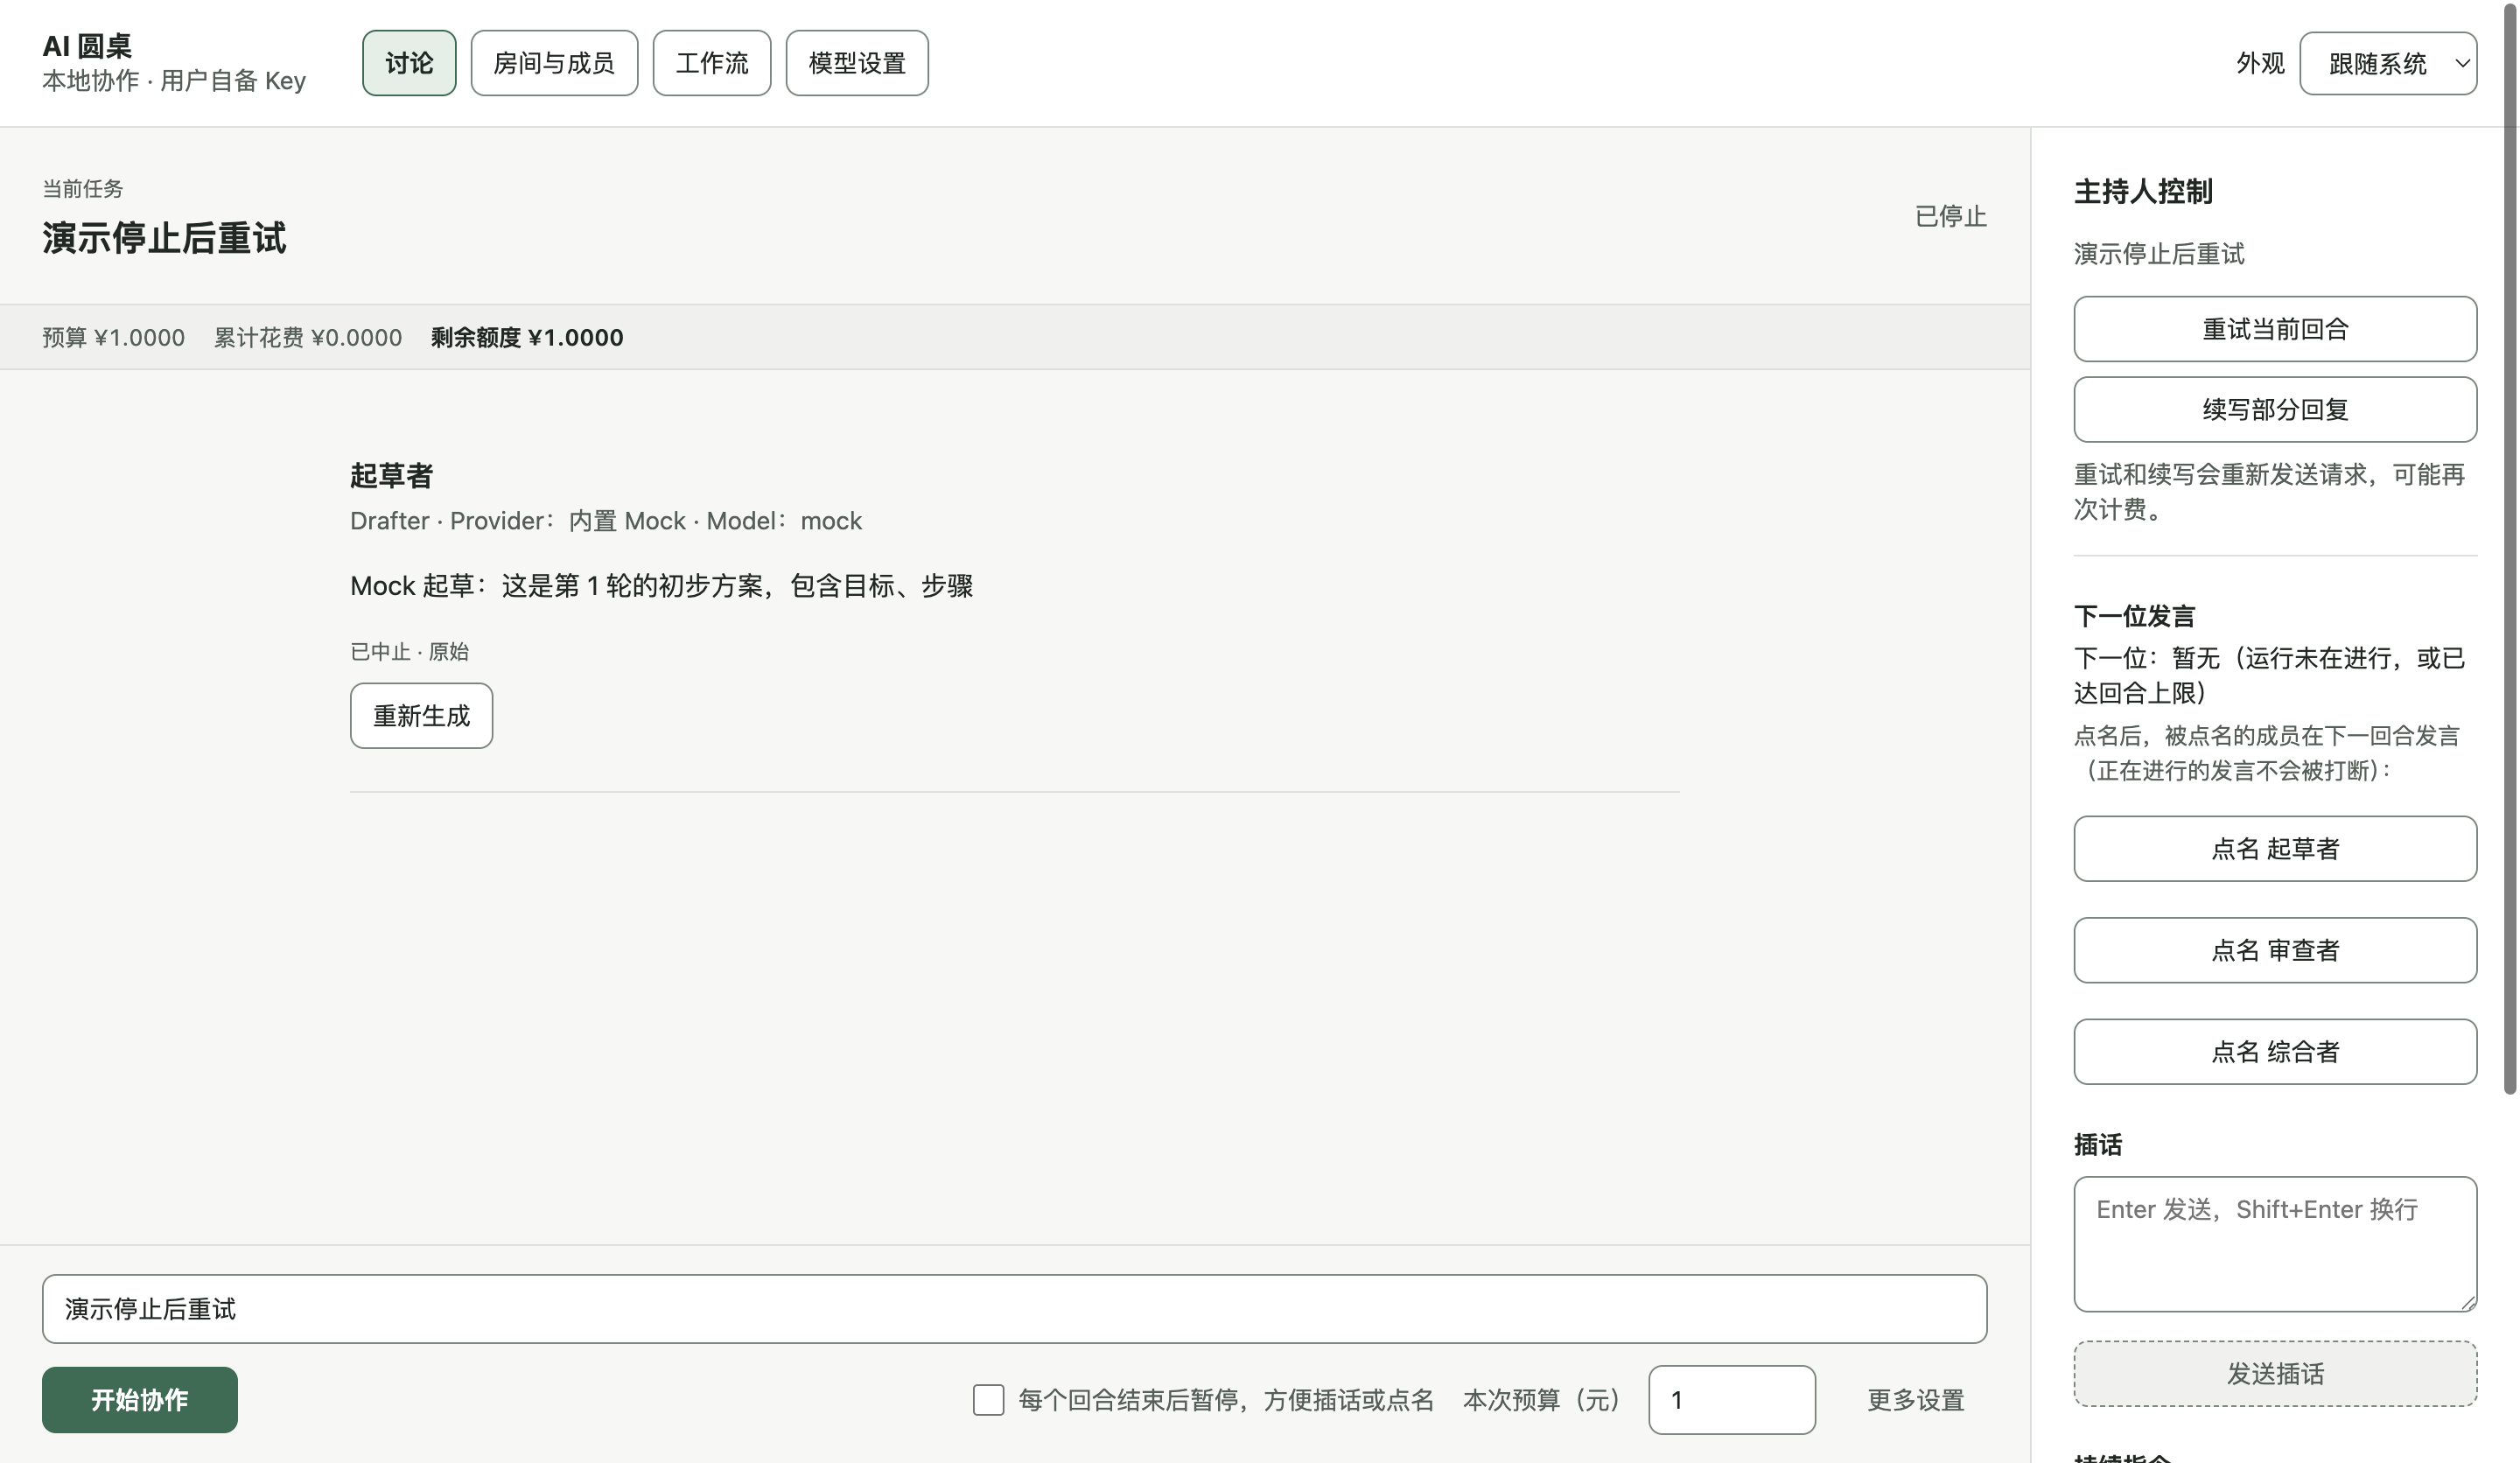 AI 圆桌
本地协作 · 用户自备 Key
讨论
房间与成员
工作流
模型设置
外观
跟随系统
当前任务
演示停止后重试
已停止
预算 ¥1.0000 累计花费 ¥0.0000 剩余额度 ¥1.0000
起草者
Drafter · Provider：内置 Mock · Model：mock
Mock 起草：这是第 1 轮的初步方案，包含目标、步骤
已中止 · 原始
重新生成
演示停止后重试
开始协作
每个回合结束后暂停，方便插话或点名
本次预算（元）
1
更多设置
主持人控制
演示停止后重试
重试当前回合
续写部分回复
重试和续写会重新发送请求，可能再
次计费。
下一位发言
下一位：暂无（运行未在进行，或已
达回合上限）
点名后，被点名的成员在下一回合发言
（正在进行的发言不会被打断）：
点名 起草者
点名 审查者
点名 综合者
插话
Enter 发送，Shift+Enter 换行
发送插话